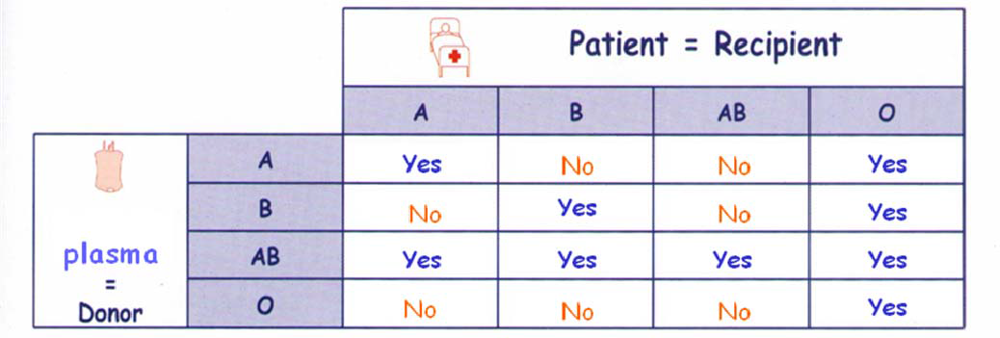 Patient = Recipient
A B AB O
A Yes No No Yes
B No Yes No Yes
plasma
=
Donor
AB Yes Yes Yes Yes
O No No No Yes